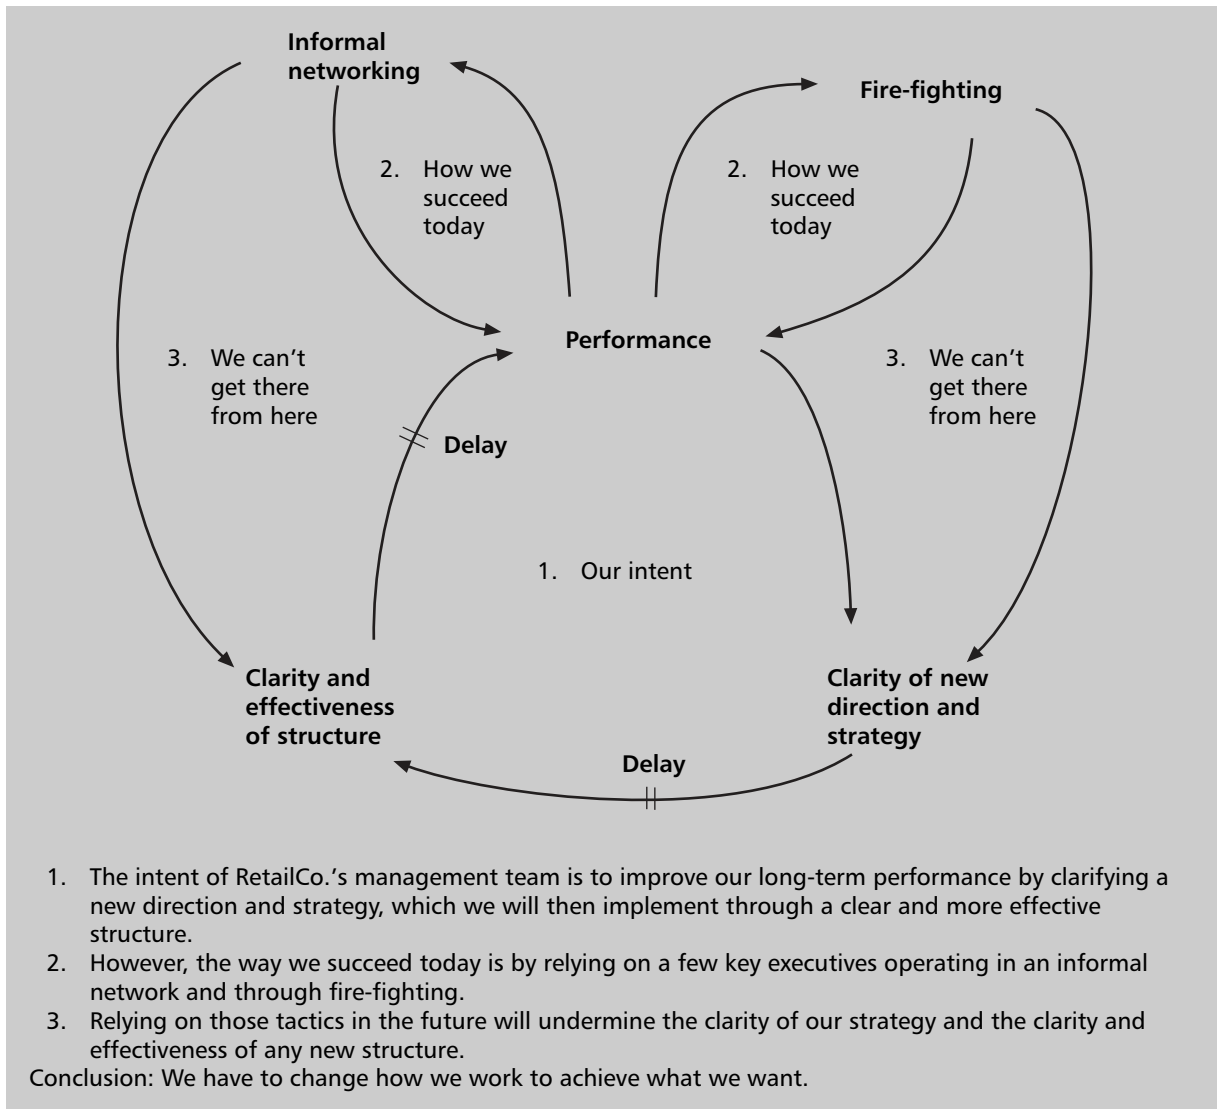 Informal
networking
Fire-fighting
2. How we
succeed
today
2. How we
succeed
today
Performance
3. We can't
get there
from here
3. We can't
get there
from here
Delay
1. Our intent
Clarity and
effectiveness
of structure
Clarity of new
direction and
strategy
Delay
1. The intent of RetailCo.'s management team is to improve our long-term performance by clarifying a
new direction and strategy, which we will then implement through a clear and more effective
structure.
2. However, the way we succeed today is by relying on a few key executives operating in an informal
network and through fire-fighting.
3. Relying on those tactics in the future will undermine the clarity of our strategy and the clarity and
effectiveness of any new structure.
Conclusion: We have to change how we work to achieve what we want.